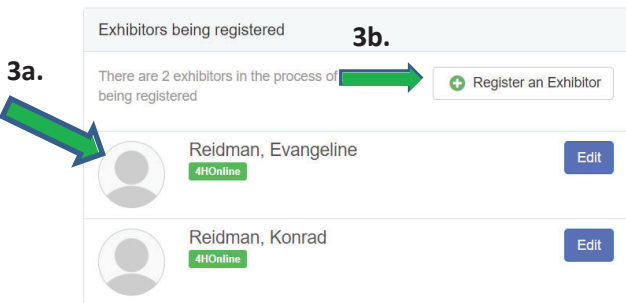 Exhibitors being registered
3b.
3a.
There are 2 exhibitors in the process of
being registered
Register an Exhibitor
Reidman, Evangeline
4HOnline
Edit
Reidman, Konrad
4HOnline
Edit